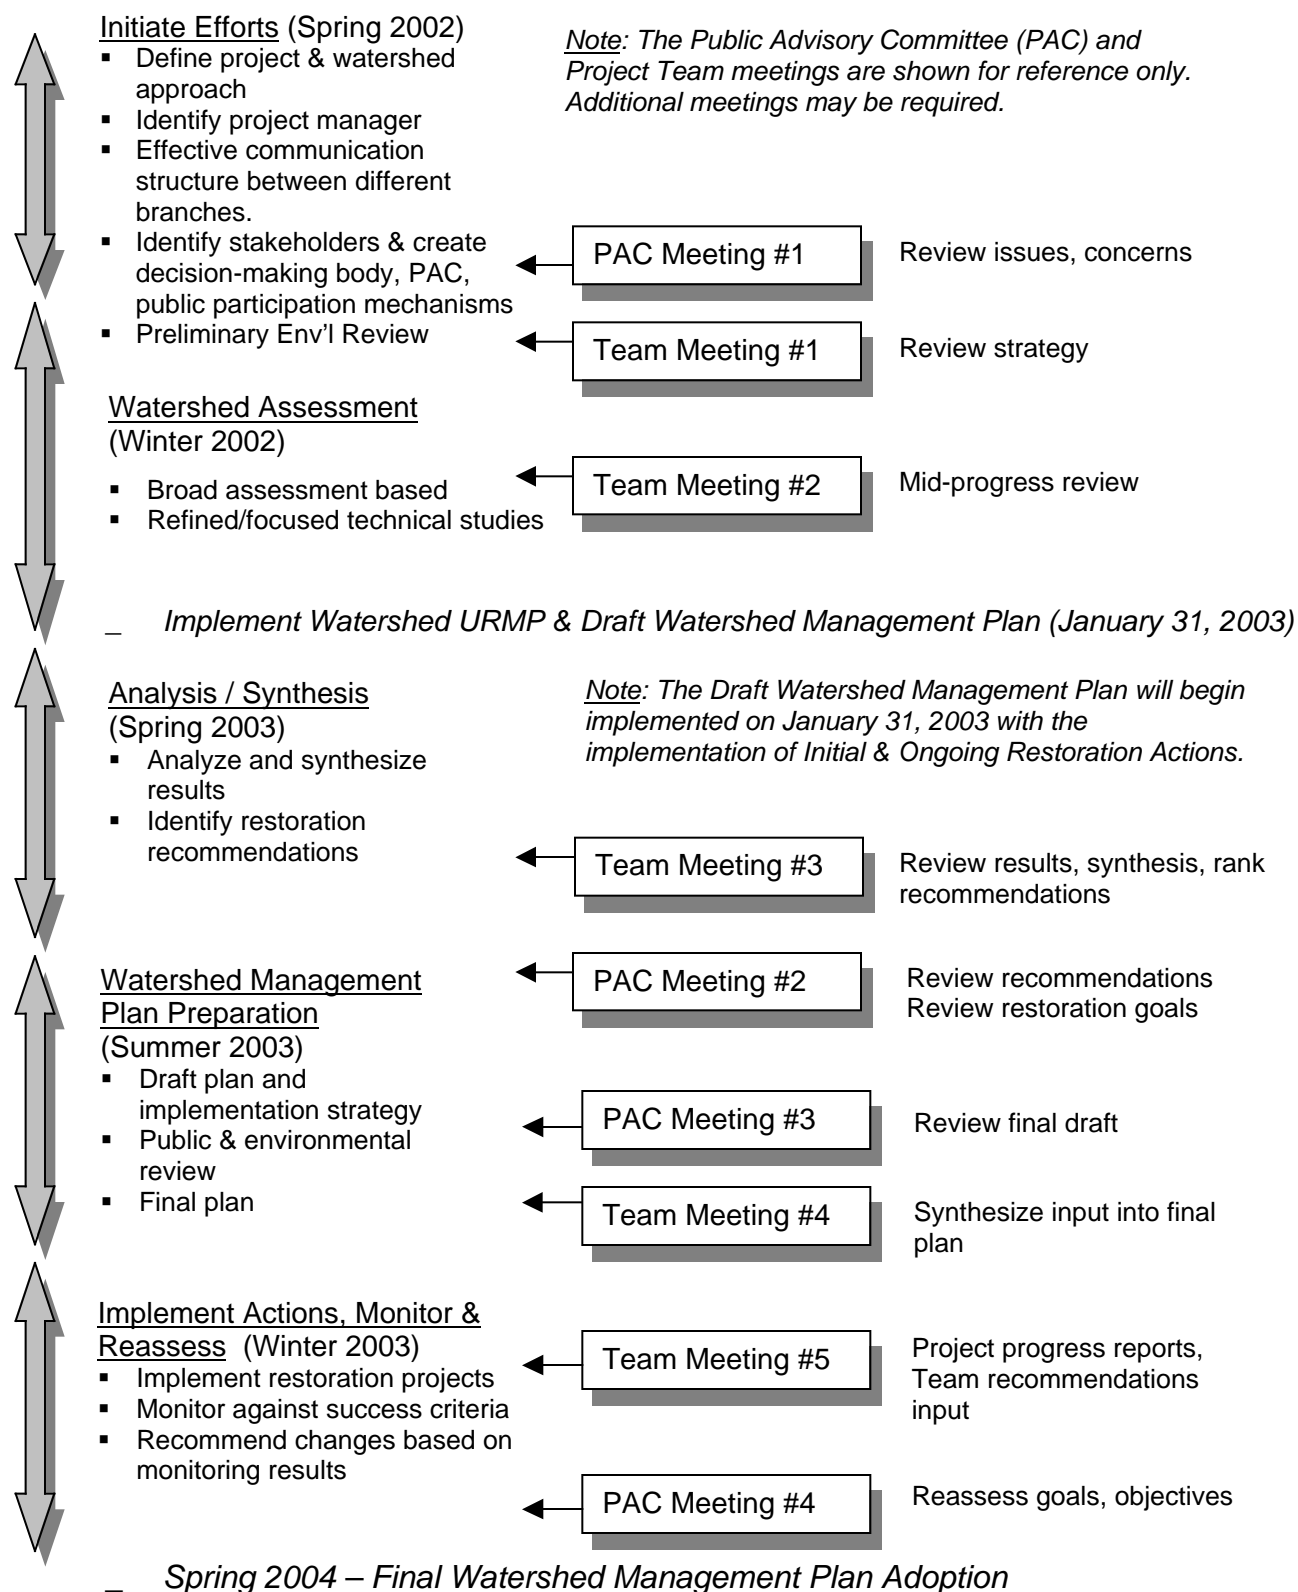 Initiate Efforts (Spring 2002)
▪ Define project & watershed
approach
▪ Identify project manager
▪ Effective communication
structure between different
branches.
▪ Identify stakeholders & create
decision-making body, PAC,
public participation mechanisms
▪ Preliminary Env’l Review
Note: The Public Advisory Committee (PAC) and
Project Team meetings are shown for reference only.
Additional meetings may be required.
PAC Meeting #1
Review issues, concerns
Team Meeting #1
Review strategy
Watershed Assessment
(Winter 2002)
▪ Broad assessment based
▪ Refined/focused technical studies
Team Meeting #2
Mid-progress review
_ Implement Watershed URMP & Draft Watershed Management Plan (January 31, 2003)
Analysis / Synthesis
(Spring 2003)
▪ Analyze and synthesize
results
▪ Identify restoration
recommendations
Note: The Draft Watershed Management Plan will begin
implemented on January 31, 2003 with the
implementation of Initial & Ongoing Restoration Actions.
Team Meeting #3
Review results, synthesis, rank
recommendations
Watershed Management
Plan Preparation
(Summer 2003)
▪ Draft plan and
implementation strategy
▪ Public & environmental
review
▪ Final plan
PAC Meeting #2
Review recommendations
Review restoration goals
PAC Meeting #3
Review final draft
Team Meeting #4
Synthesize input into final
plan
Implement Actions, Monitor &
Reassess (Winter 2003)
▪ Implement restoration projects
▪ Monitor against success criteria
▪ Recommend changes based on
monitoring results
Team Meeting #5
Project progress reports,
Team recommendations
input
PAC Meeting #4
Reassess goals, objectives
_ Spring 2004 – Final Watershed Management Plan Adoption